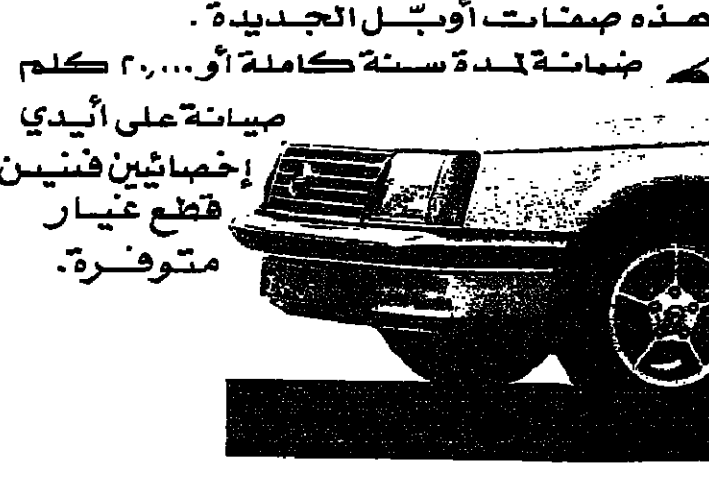 هذه صفات أوبّل الجديدة.
ضمانة لمدة سنة كاملة أو ٢٠,٠٠٠ كلم
صيانة على أيدي
إخصائيين فنيين
قطع غيار
متوفرة.